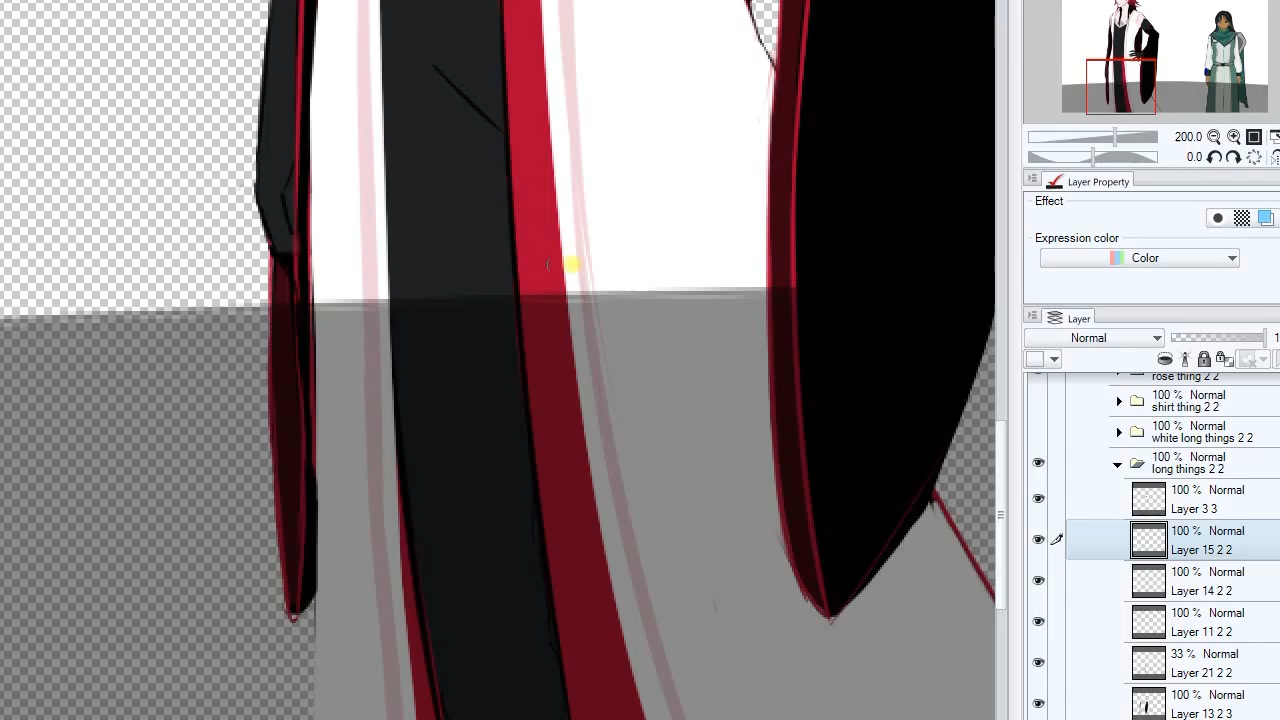 200.0
0.0
Layer Property
Effect
Expression color
Color
Layer
Normal
1
rose thing 2 2
100 % Normal
shirt thing 2 2
100 % Normal
white long things 2 2
100 % Normal
long things 2 2
100 % Normal
Layer 3 3
100 % Normal
Layer 15 2 2
100 % Normal
Layer 14 2 2
100 % Normal
Layer 11 2 2
33 % Normal
Layer 21 2 2
100 % Normal
Layer 13 2 3